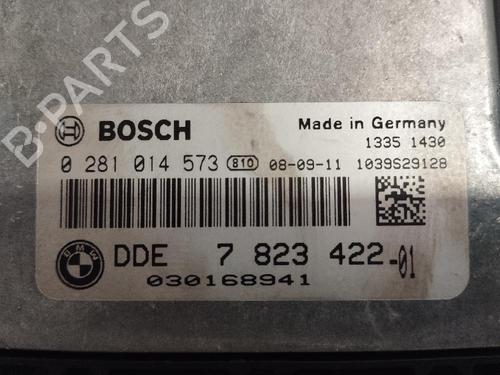 B-PARTS
BOSCH
Made in Germany
1335 1430
0 281 014 573 810 08-09-11 1039S29128
BMW
DDE 7 823 422-01
030168941